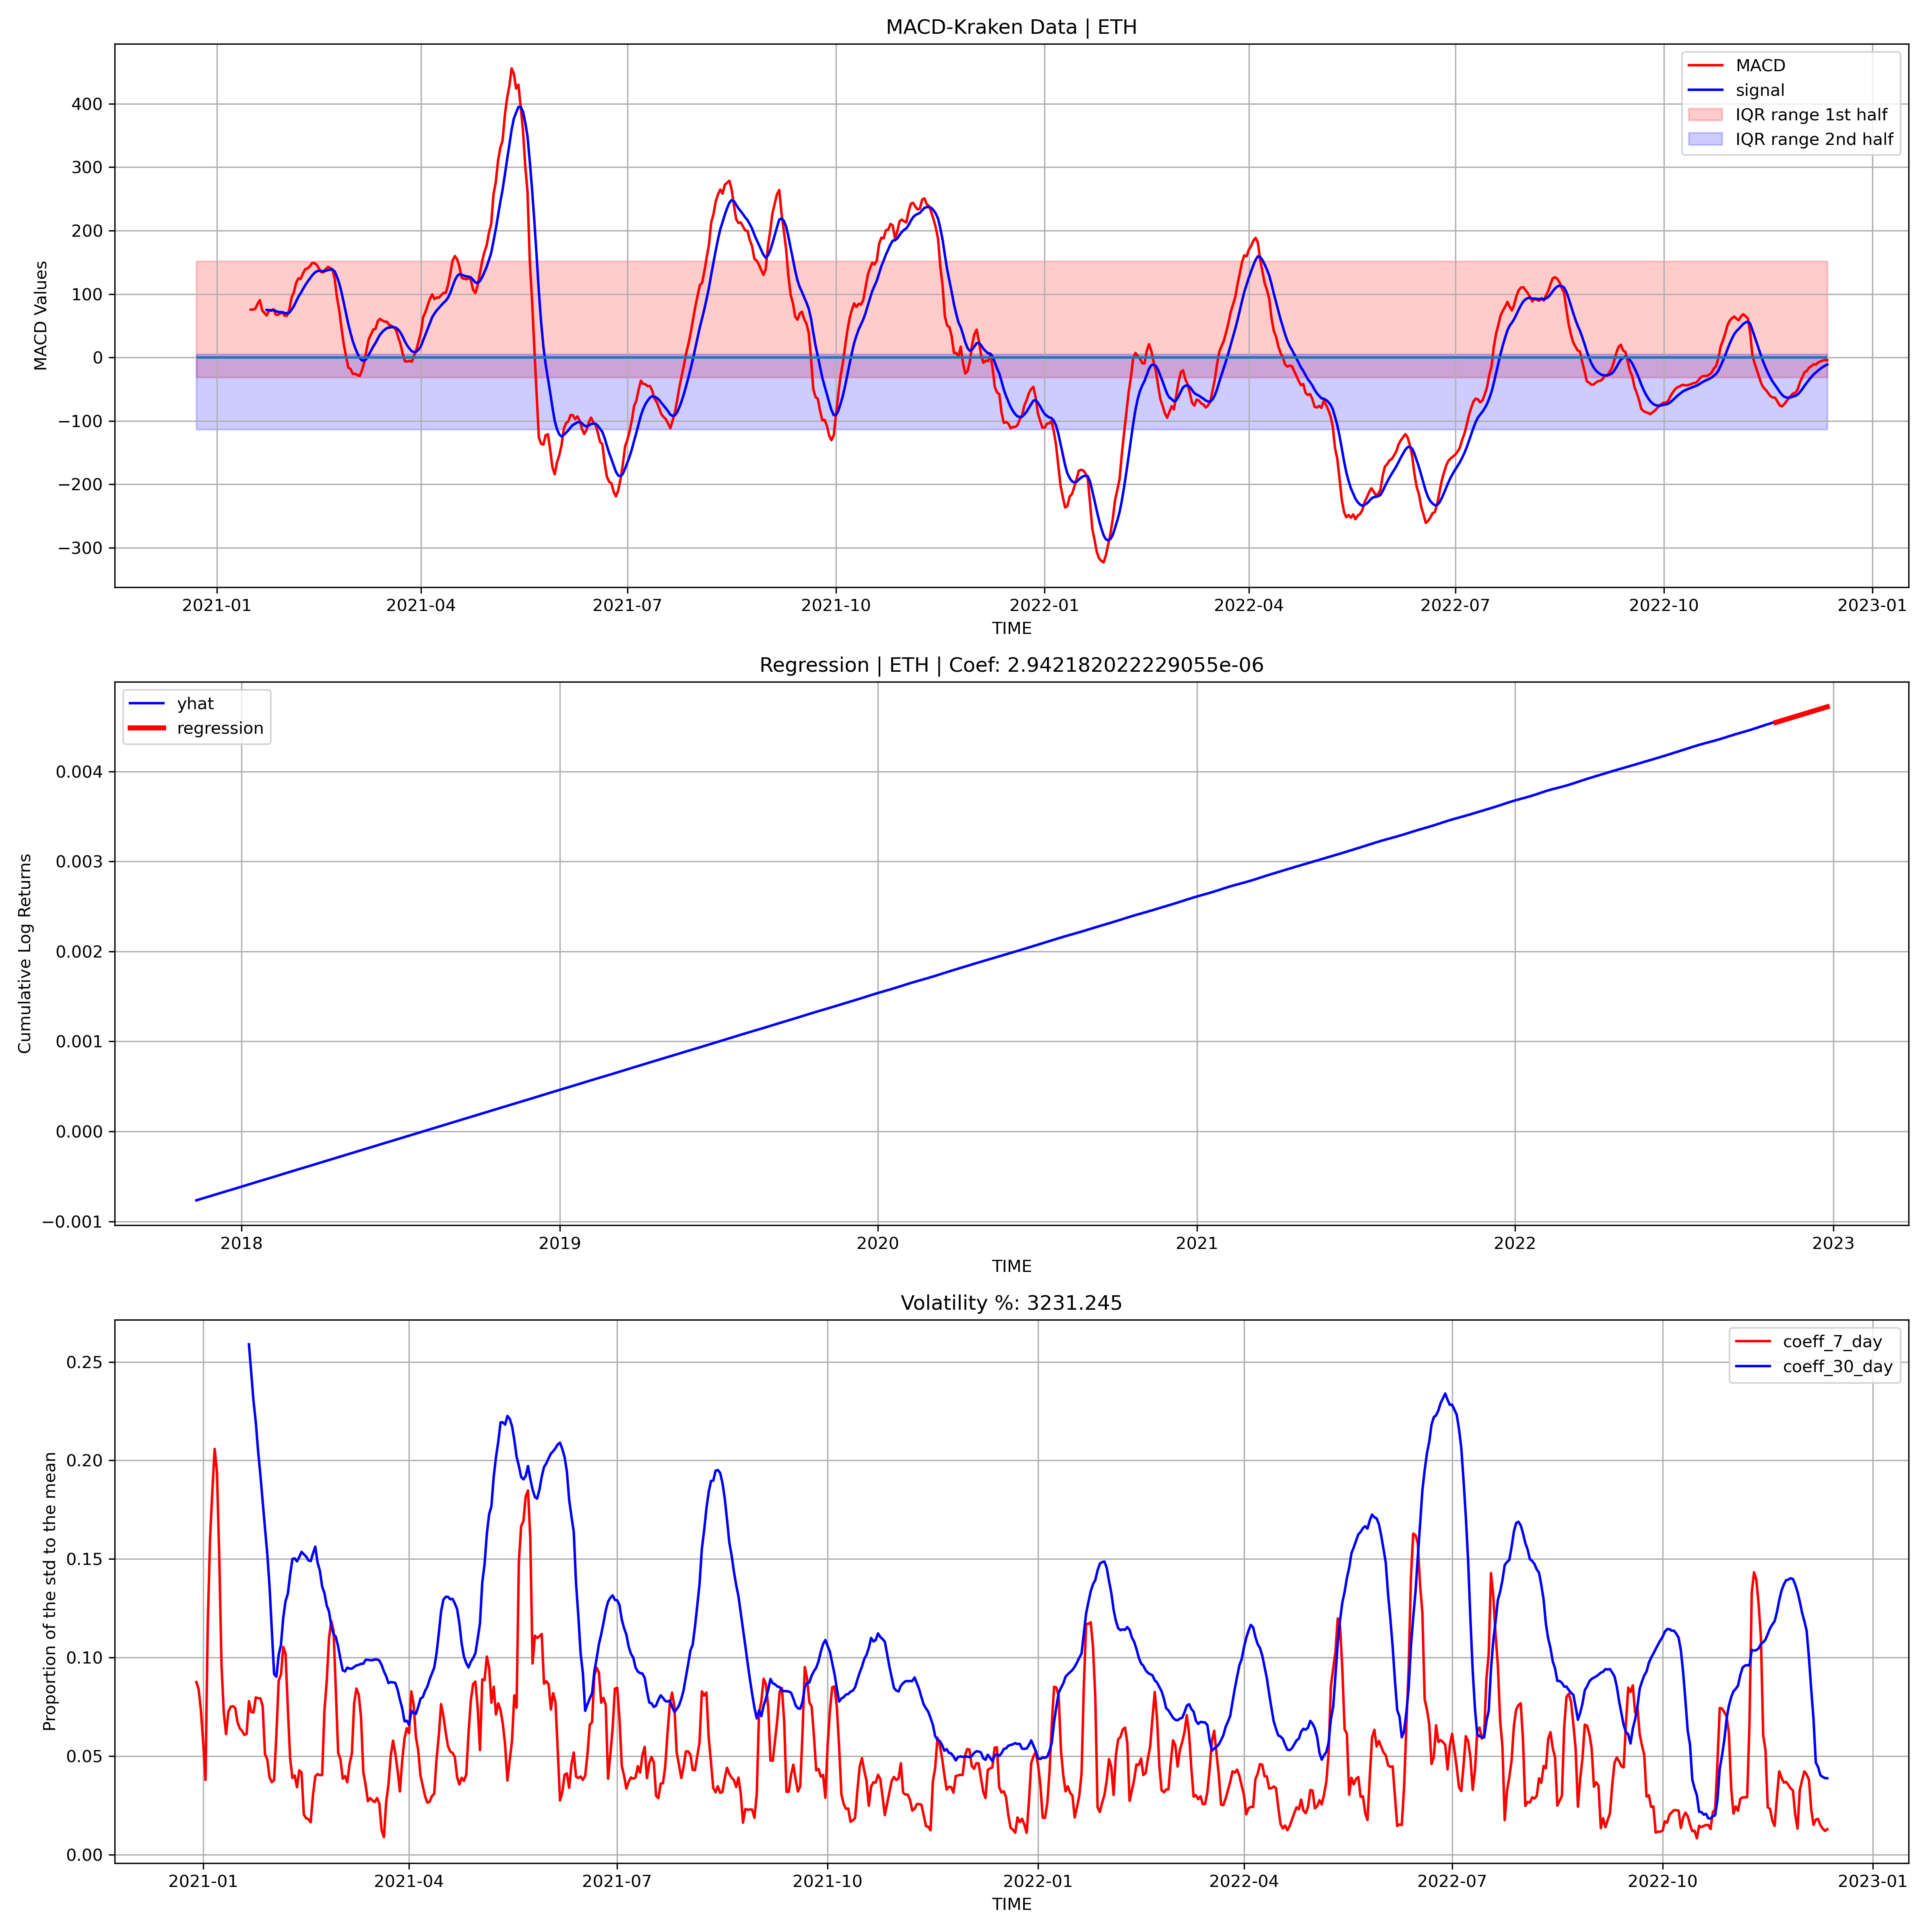 MACD-Kraken Data | ETH
MACD
signal
IQR range 1st half
IQR range 2nd half
MACD Values
400
300
200
100
0
−100
−200
−300
2021-01 2021-04 2021-07 2021-10 2022-01 2022-04 2022-07 2022-10 2023-01
TIME
Regression | ETH | Coef: 2.942182022229055e-06
yhat
regression
Cumulative Log Returns
0.004
0.003
0.002
0.001
0.000
−0.001
2018 2019 2020 2021 2022 2023
TIME
Volatility %: 3231.245
coeff_7_day
coeff_30_day
Proportion of the std to the mean
0.25
0.20
0.15
0.10
0.05
0.00
2021-01 2021-04 2021-07 2021-10 2022-01 2022-04 2022-07 2022-10 2023-01
TIME